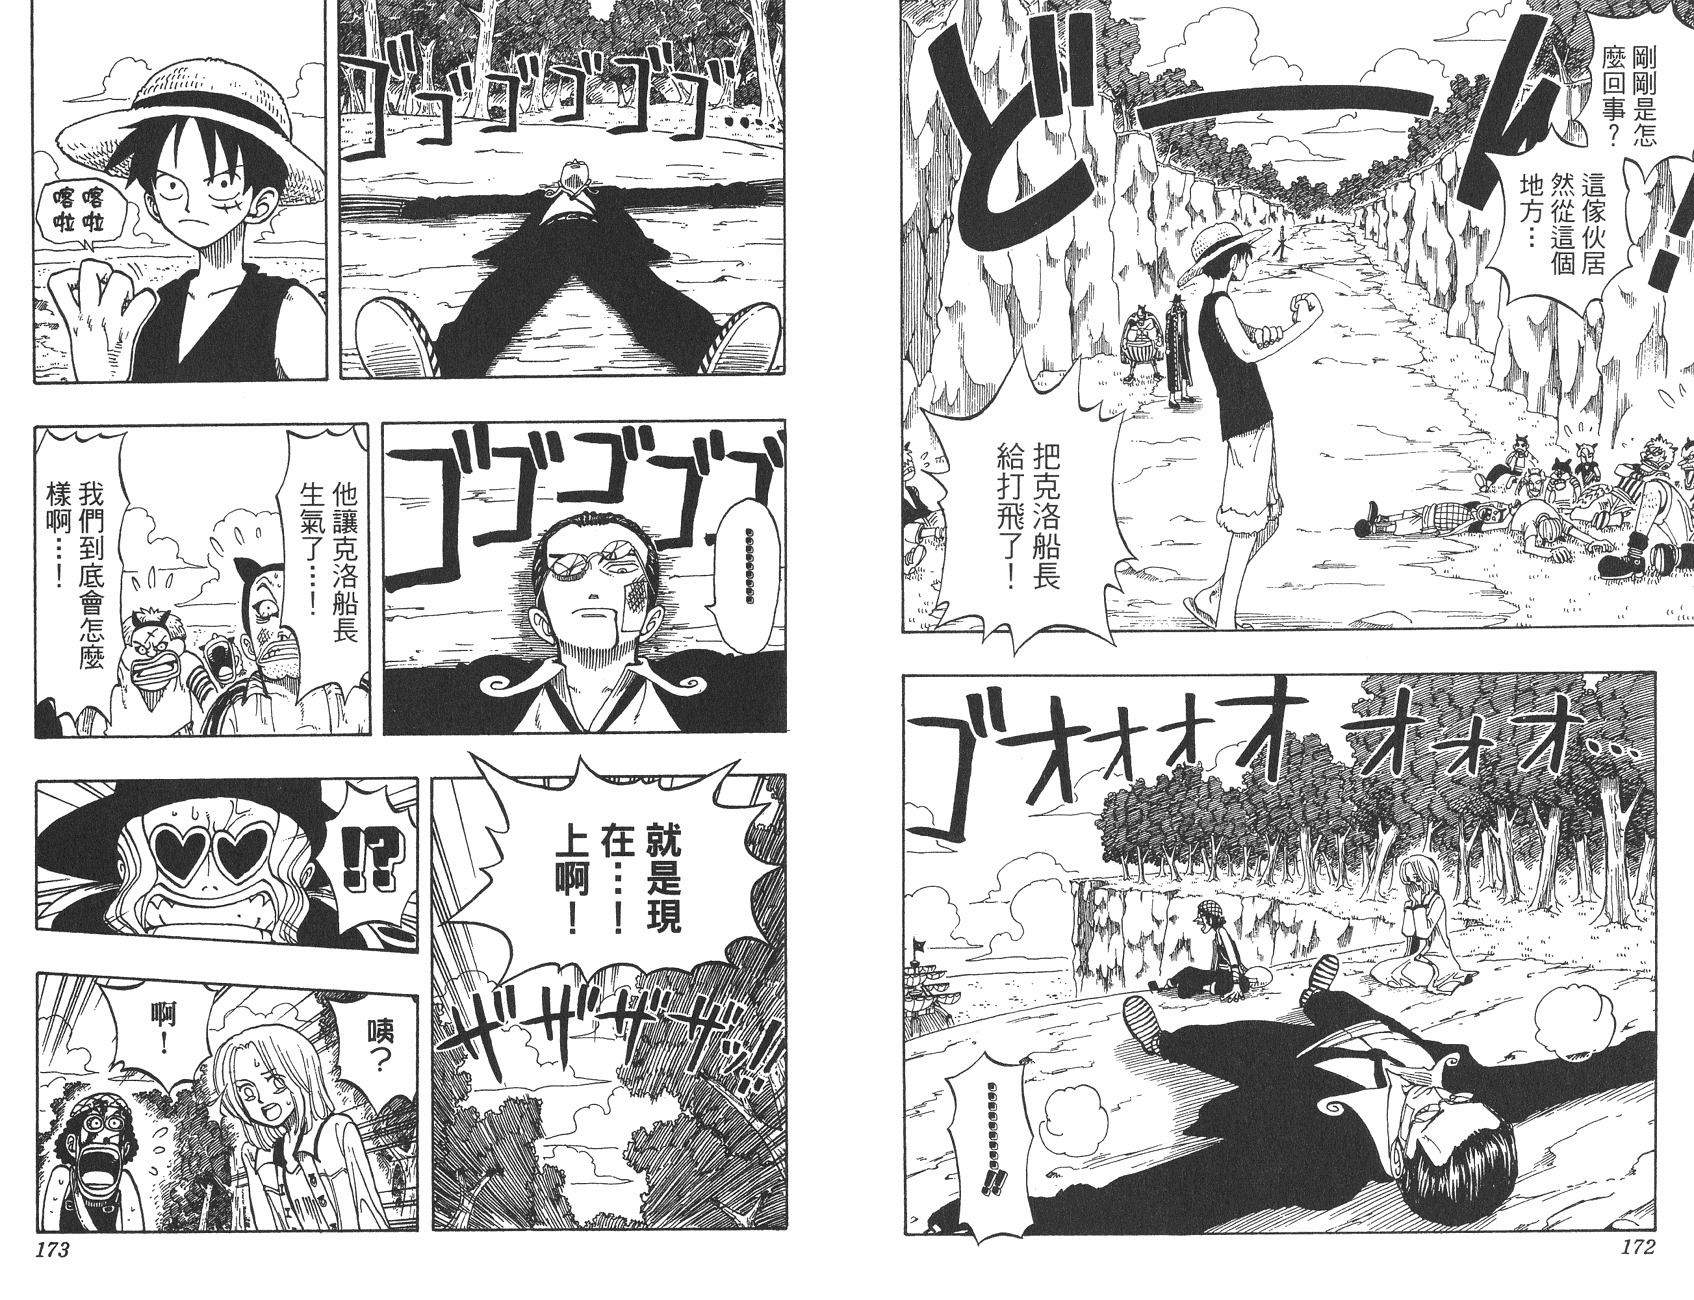 剛剛是怎
麼回事？
這傢伙居
然從這個
地方…
ど
ー
ん
!!
把克洛船長
給打飛了！
ゴオオオオオオオ…
…………!!
172
ゴゴゴゴゴゴ
喀啦
喀啦
…………
ゴゴゴゴゴ
他讓克洛船長
生氣了…！
我們到底會怎麼
樣啊…！
就是現
在…！
上啊！
ザザザザザッ!!
!?
咦？
啊！
173